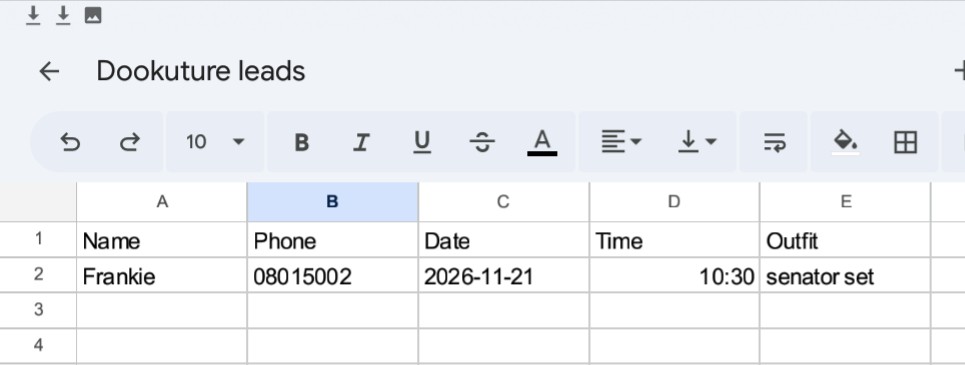 Dookuture leads
10 B I U S A
A B C D E
1 Name Phone Date Time Outfit
2 Frankie 08015002 2026-11-21 10:30 senator set
3
4